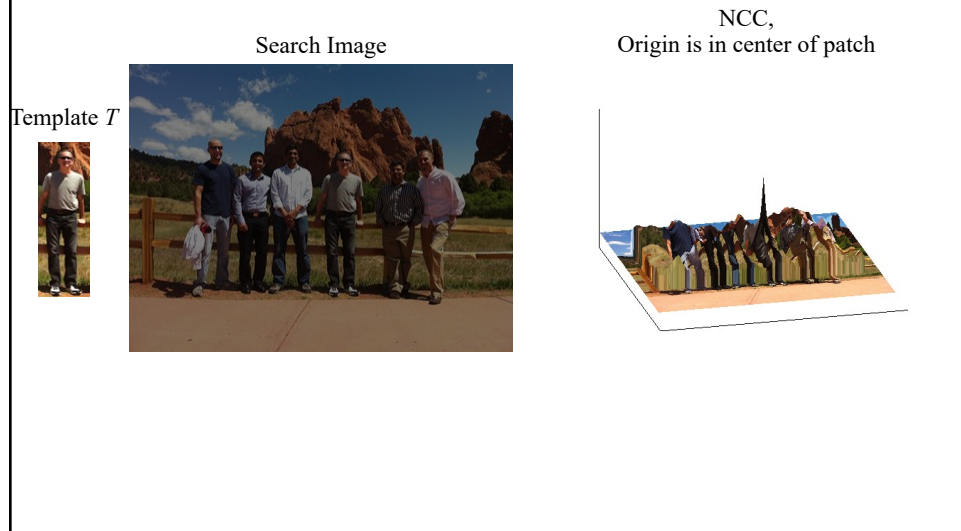 NCC,
Origin is in center of patch
Search Image
Template T